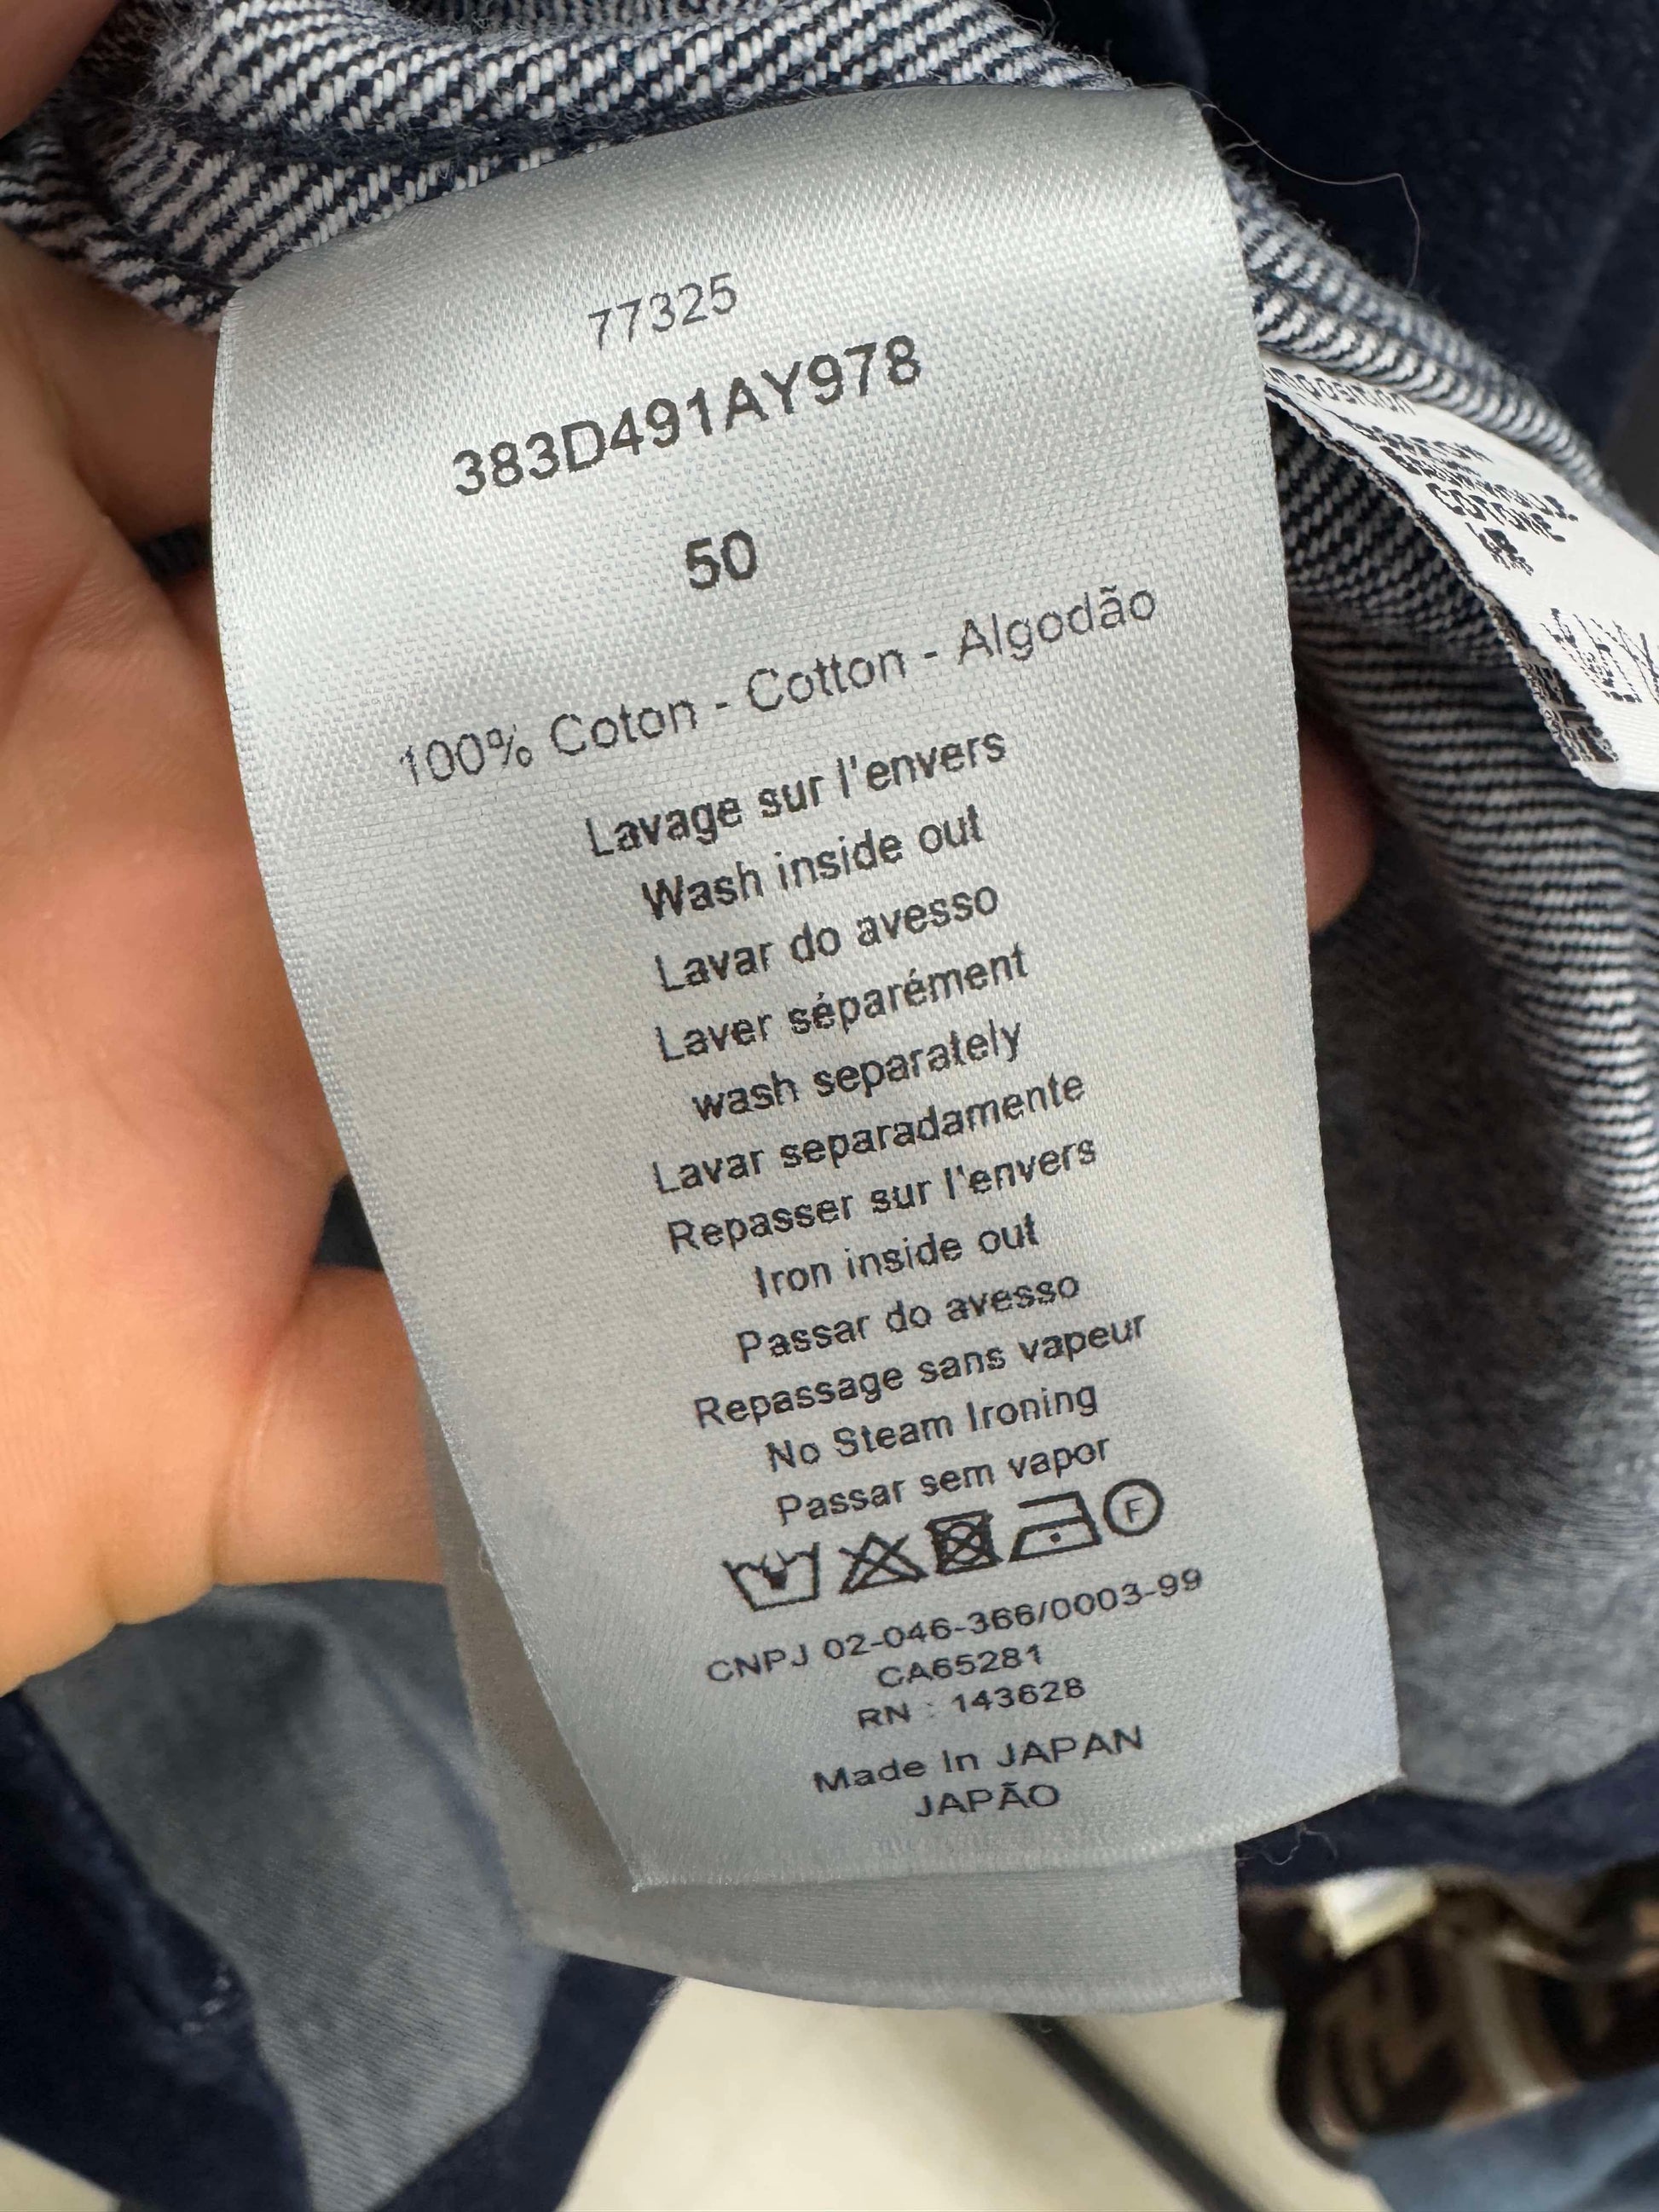 77325
383D491AY978
50
100% Coton - Cotton - Algodão
Lavage sur l'envers
Wash inside out
Lavar do avesso
Laver séparément
wash separately
Lavar separadamente
Repasser sur l'envers
Iron inside out
Passar do avesso
Repassage sans vapeur
No Steam Ironing
Passar sem vapor
F
CNPJ 02-046-366/0003-99
CA65281
RN : 143628
Made In JAPAN
JAPÃO
COTONE